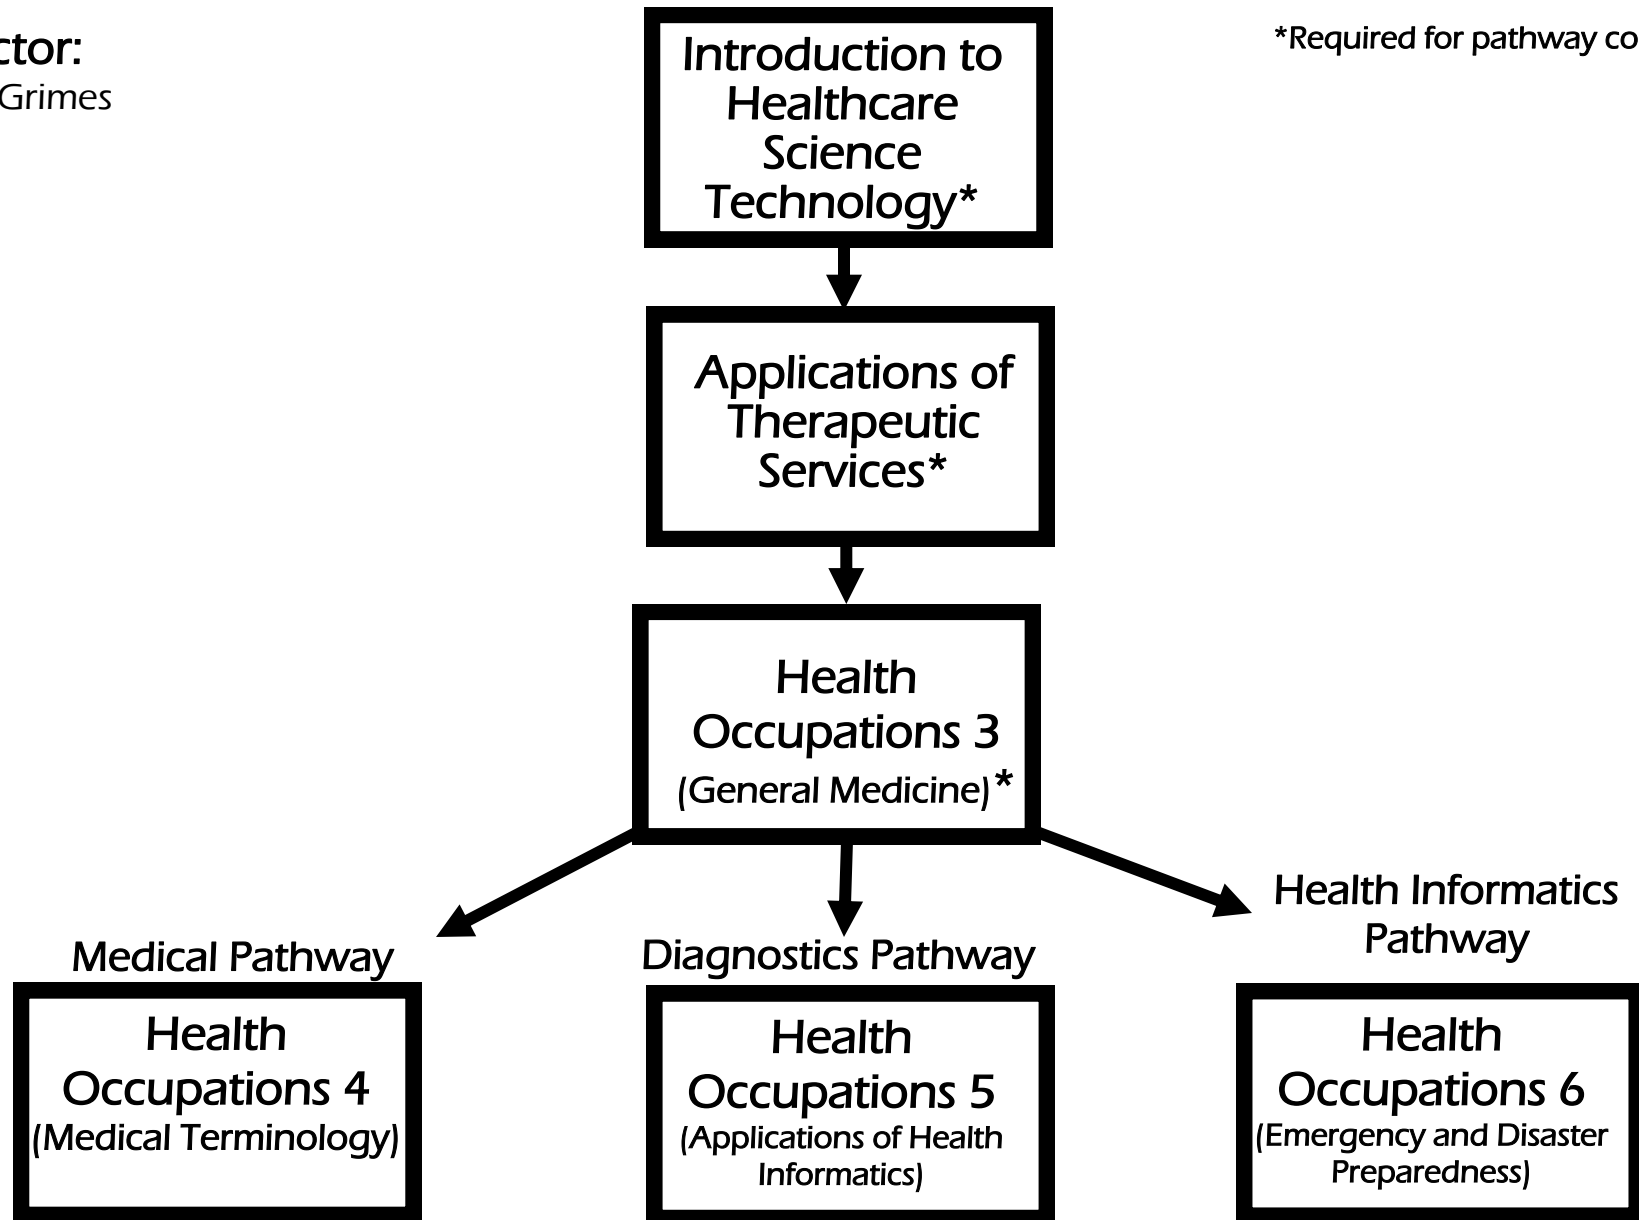 ctor:
Grimes
*Required for pathway co
Introduction to
Healthcare
Science
Technology*
Applications of
Therapeutic
Services*
Health
Occupations 3
(General Medicine)*
Medical Pathway
Diagnostics Pathway
Health Informatics
Pathway
Health
Occupations 4
(Medical Terminology)
Health
Occupations 5
(Applications of Health
Informatics)
Health
Occupations 6
(Emergency and Disaster
Preparedness)